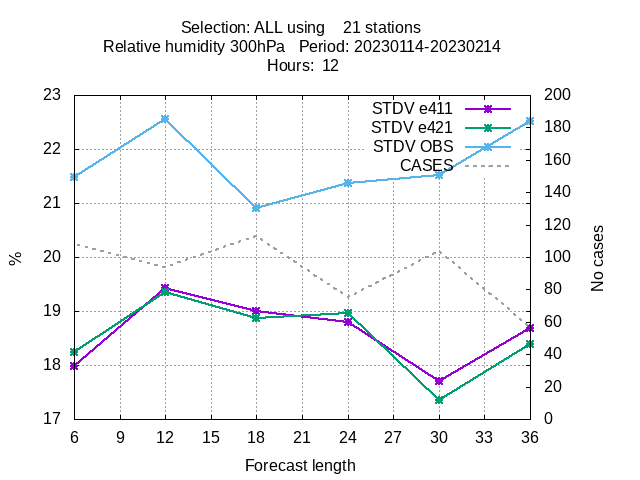 Selection: ALL using    21 stations
Relative humidity 300hPa   Period: 20230114-20230214
Hours:  12
23
22
21
20
19
18
17
%
STDV e411
STDV e421
STDV OBS
CASES
200
180
160
140
120
100
80
60
40
20
0
No cases
6 9 12 15 18 21 24 27 30 33 36
Forecast length